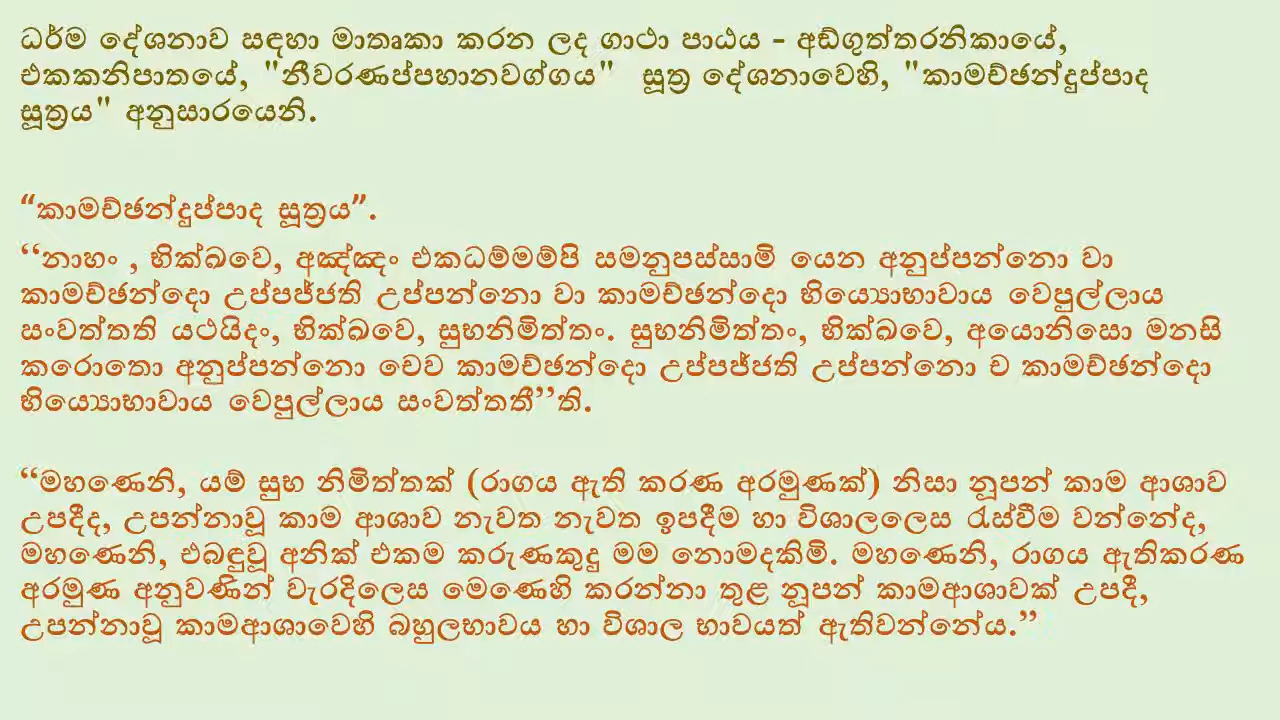 ධර්ම දේශනාව සඳහා මාතෘකා කරන ලද ගාථා පාඨය - අඩ්ගුත්තරනිකායේ,
එකකනිපාතයේ, "නීවරණප්පහානවග්ගය"  සූත්‍ර දේශනාවෙහි, "කාමච්ඡන්දුප්පාද
සූත්‍රය" අනුසාරයෙනි.
“කාමච්ඡන්දුප්පාද සූත්‍රය”.
‘‘නාහං , භික්ඛවෙ, අඤ්ඤං එකධම්මම්පි සමනුපස්සාමි යෙන අනුප්පන්නො වා
කාමච්ඡන්දො උප්පජ්ජති උප්පන්නො වා කාමච්ඡන්දො භිය්‍යොභාවාය වෙපුල්ලාය
සංවත්තති යථයිදං, භික්ඛවෙ, සුභනිමිත්තං. සුභනිමිත්තං, භික්ඛවෙ, අයොනිසො මනසි
කරොතො අනුප්පන්නො චෙව කාමච්ඡන්දො උප්පජ්ජති උප්පන්නො ච කාමච්ඡන්දො
භිය්‍යොභාවාය වෙපුල්ලාය සංවත්තතී’’ති.
‘‘මහණෙනි, යම් සුභ නිමිත්තක් (රාගය ඇති කරණ අරමුණක්) නිසා නූපන් කාම ආශාව
උපදීද, උපන්නාවූ කාම ආශාව නැවත නැවත ඉපදීම හා විශාලලෙස රැස්වීම වන්නේද,
මහණෙනි, එබඳුවූ අනික් එකම කරුණකුදු මම නොමදකිමි. මහණෙනි, රාගය ඇතිකරණ
අරමුණ අනුවණින් වැරදිලෙස මෙණෙහි කරන්නා තුළ නූපන් කාමආශාවක් උපදී,
උපන්නාවූ කාමආශාවෙහි බහුලභාවය හා විශාල භාවයත් ඇතිවන්නේය.’’